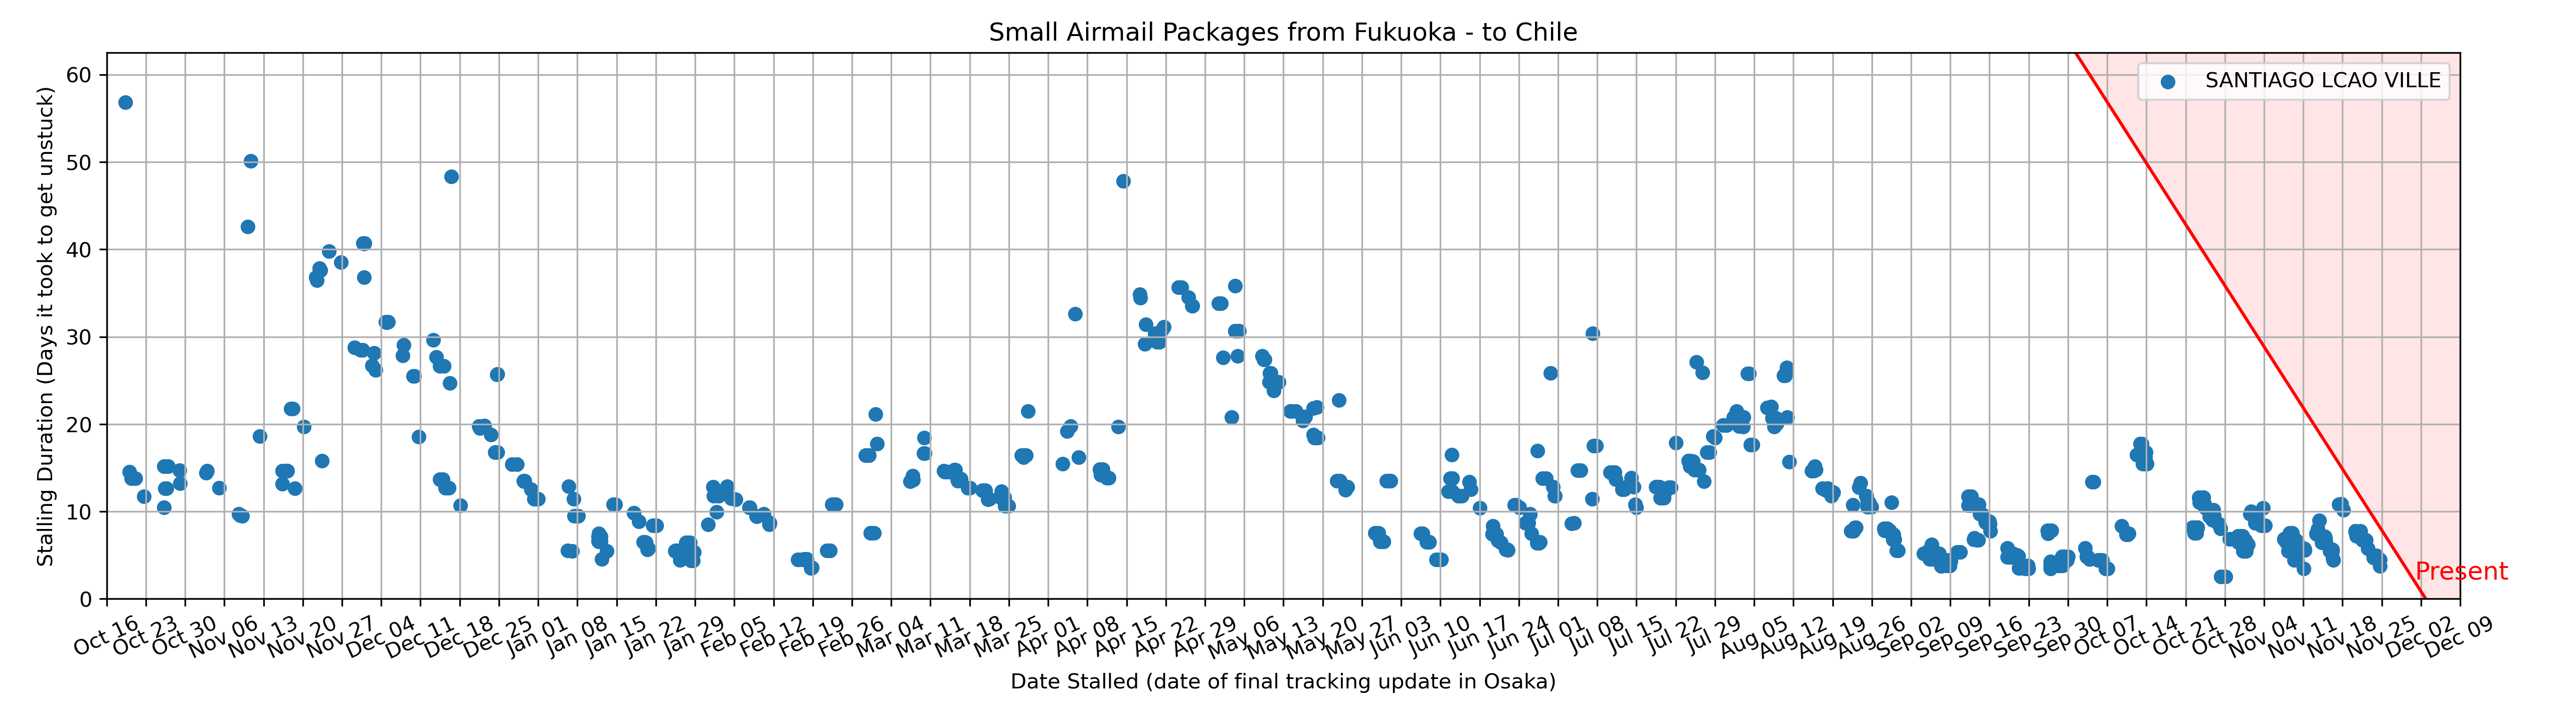 Small Airmail Packages from Fukuoka - to Chile
SANTIAGO LCAO VILLE
Stalling Duration (Days it took to get unstuck)
60
50
40
30
20
10
0
Present
Oct 16 Oct 23 Oct 30 Nov 06 Nov 13 Nov 20 Nov 27 Dec 04 Dec 11 Dec 18 Dec 25 Jan 01 Jan 08 Jan 15 Jan 22 Jan 29 Feb 05 Feb 12 Feb 19 Feb 26 Mar 04 Mar 11 Mar 18 Mar 25 Apr 01 Apr 08 Apr 15 Apr 22 Apr 29 May 06 May 13 May 20 May 27 Jun 03 Jun 10 Jun 17 Jun 24 Jul 01 Jul 08 Jul 15 Jul 22 Jul 29 Aug 05 Aug 12 Aug 19 Aug 26 Sep 02 Sep 09 Sep 16 Sep 23 Sep 30 Oct 07 Oct 14 Oct 21 Oct 28 Nov 04 Nov 11 Nov 18 Nov 25 Dec 02 Dec 09
Date Stalled (date of final tracking update in Osaka)